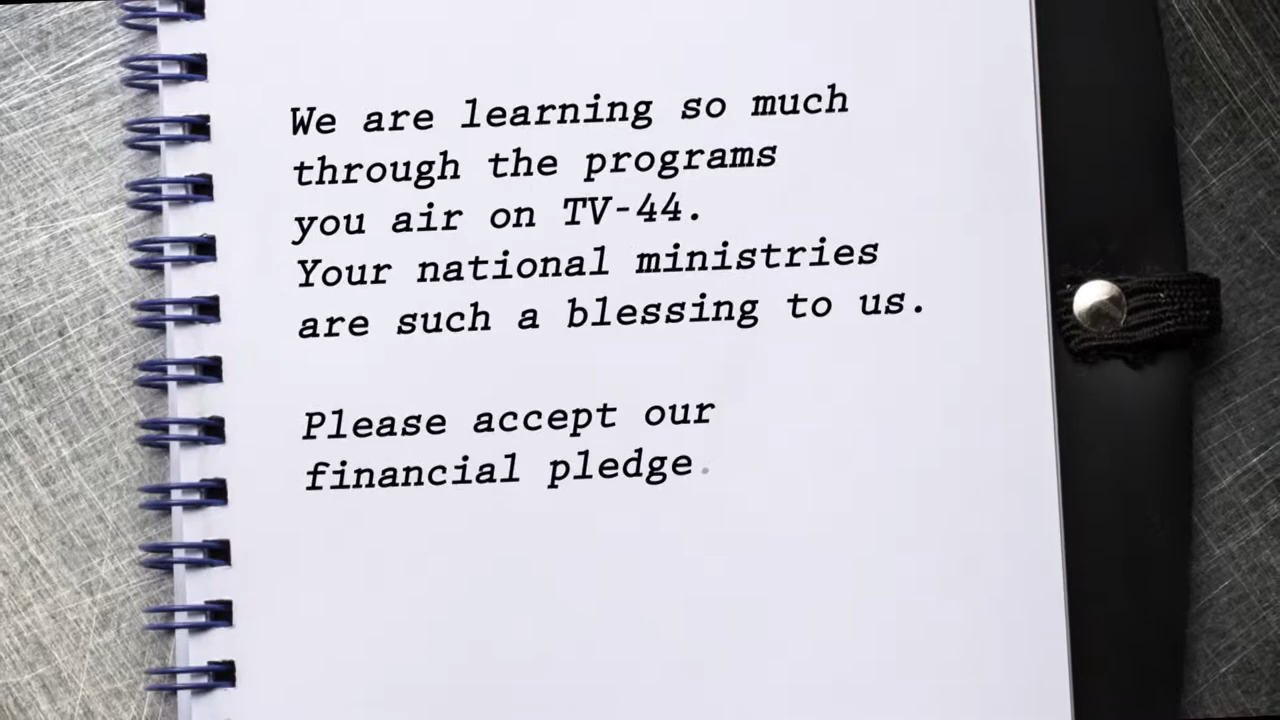 We are learning so much
through the programs
you air on TV-44.
Your national ministries
are such a blessing to us.
Please accept our
financial pledge.